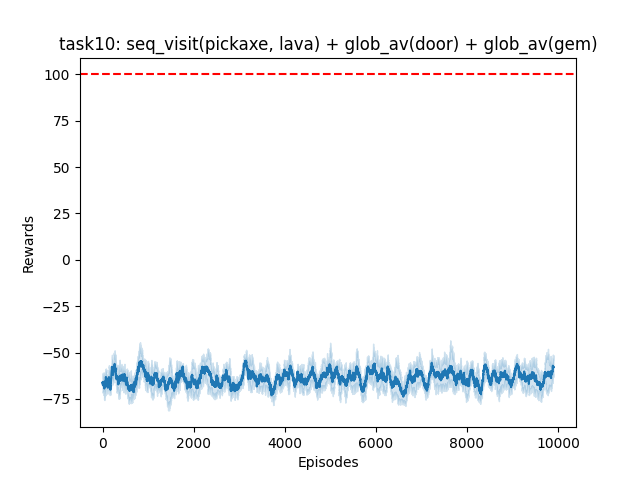 task10: seq_visit(pickaxe, lava) + glob_av(door) + glob_av(gem)
100
75
50
25
0
−25
−50
−75
Rewards
0 2000 4000 6000 8000 10000
Episodes